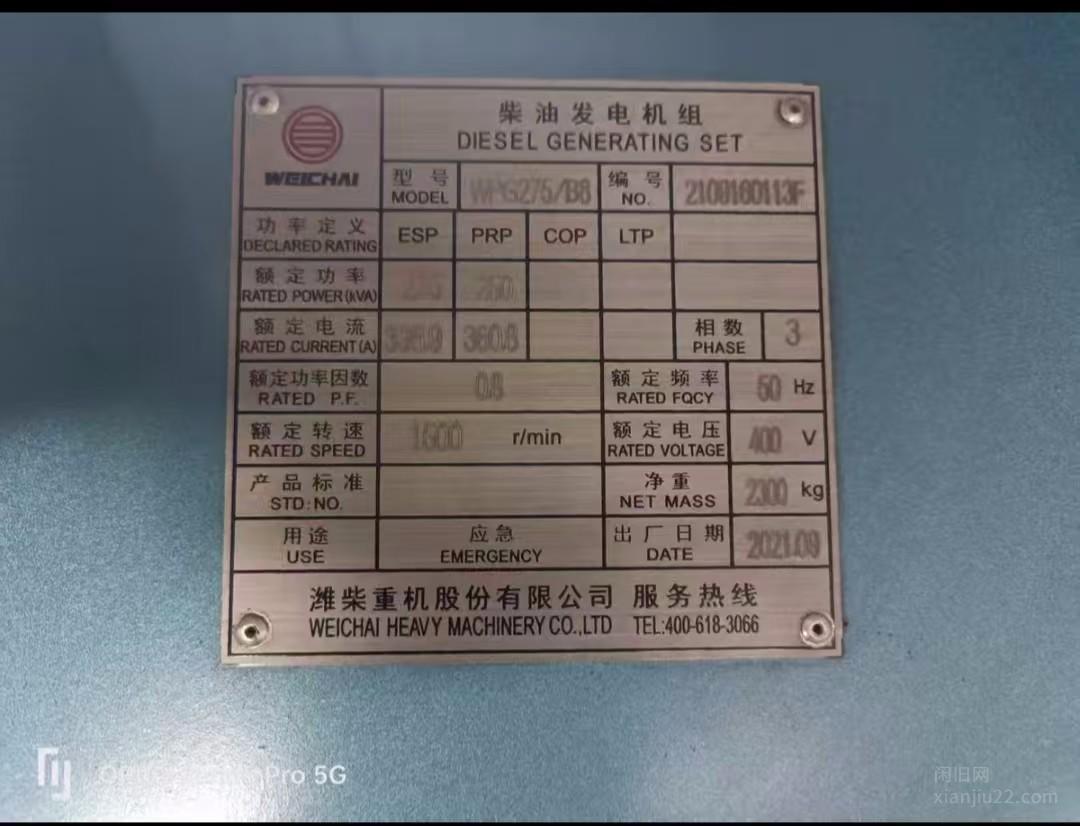 WEICHAI
柴油发电机组
DIESEL GENERATING SET
型号
MODEL
WPG275/B8
编号
NO.
功率定义
DECLARED RATING
ESP
PRP
COP
LTP
额定功率
RATED POWER(kVA)
额定电流
RATED CURRENT(A)
360.8
相数
PHASE
3
额定功率因数
RATED P.F.
0.8
额定频率
RATED FQCY
50 Hz
额定转速
RATED SPEED
1500 r/min
额定电压
RATED VOLTAGE
400 V
产品标准
STD:NO.
净重
NET MASS
2300 kg
用途
USE
应急
EMERGENCY
出厂日期
DATE
2021.09
潍柴重机股份有限公司 服务热线
WEICHAI HEAVY MACHINERY CO.,LTD TEL:400-618-3066
Pro 5G
闲旧网
xianjiu22.com